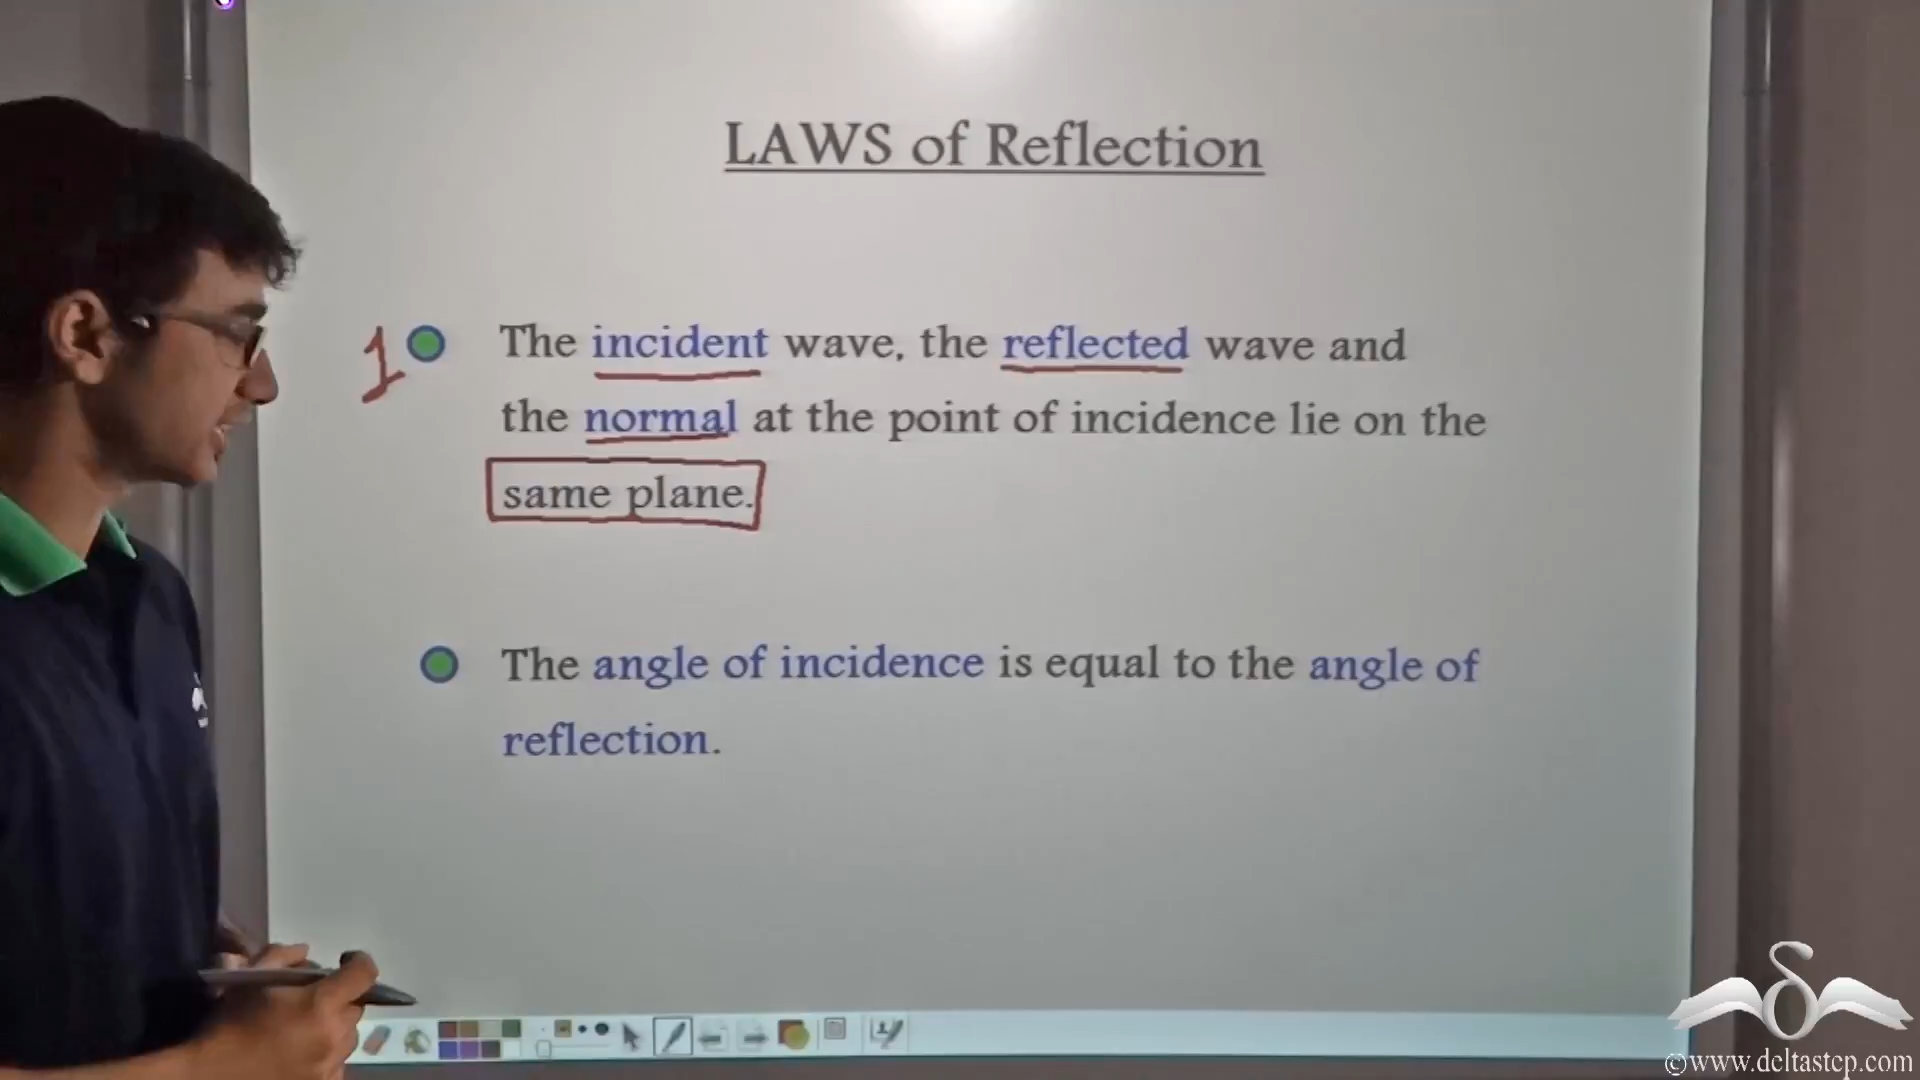 LAWS of Reflection
1
The incident wave, the reflected wave and
the normal at the point of incidence lie on the
same plane.
The angle of incidence is equal to the angle of
reflection.
©www.deltastep.com